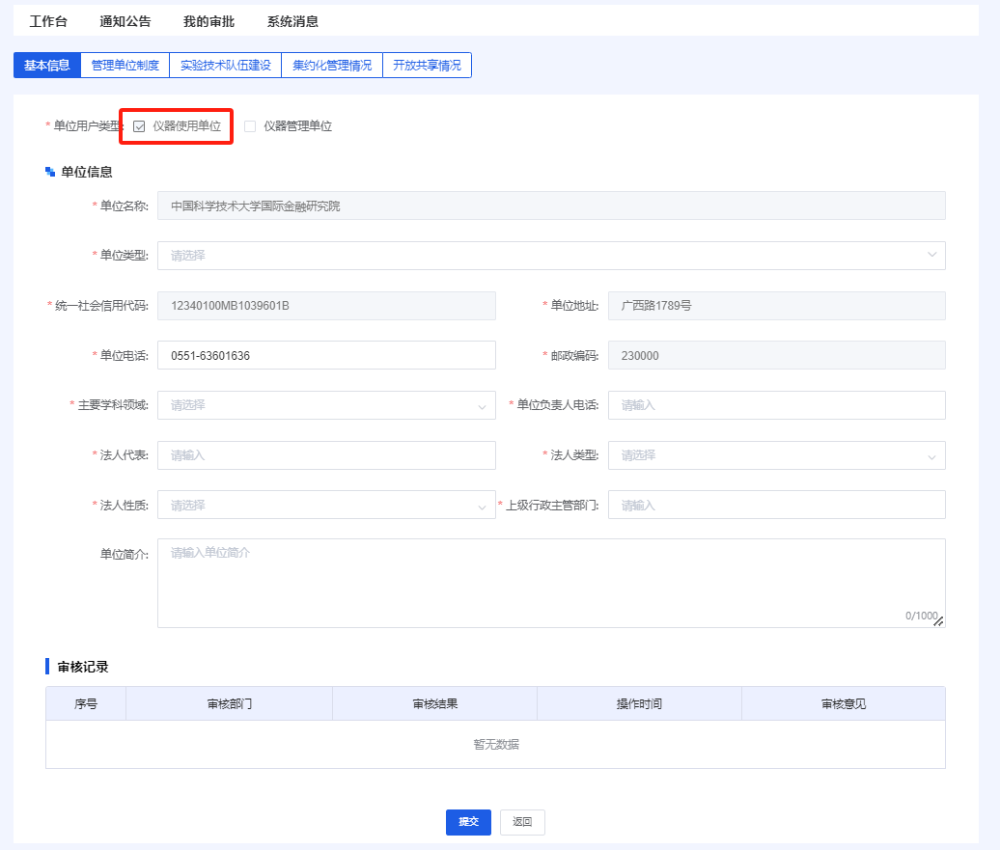 工作台 通知公告 我的审批 系统消息
基本信息 管理单位制度 实验技术队伍建设 集约化管理情况 开放共享情况
* 单位用户类型: 仪器使用单位 仪器管理单位
单位信息
* 单位名称: 中国科学技术大学国际金融研究院
* 单位类型: 请选择
* 统一社会信用代码: 12340100MB1039601B * 单位地址: 广西路1789号
* 单位电话: 0551-63601636 * 邮政编码: 230000
* 主要学科领域: 请选择 * 单位负责人电话: 请输入
* 法人代表: 请输入 * 法人类型: 请选择
* 法人性质: 请选择 * 上级行政主管部门: 请输入
单位简介: 请输入单位简介
0/1000
审核记录
序号 审核部门 审核结果 操作时间 审核意见
暂无数据
提交 返回